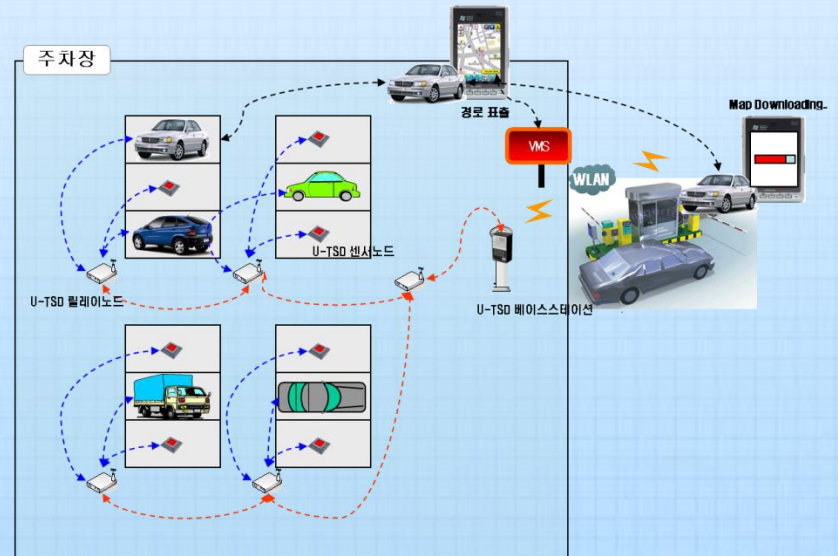 주차장
경로 표출
Map Downloading..
VMS
WLAN
U-TSD 센서노드
U-TSD 릴레이노드
U-TSD 베이스스테이션